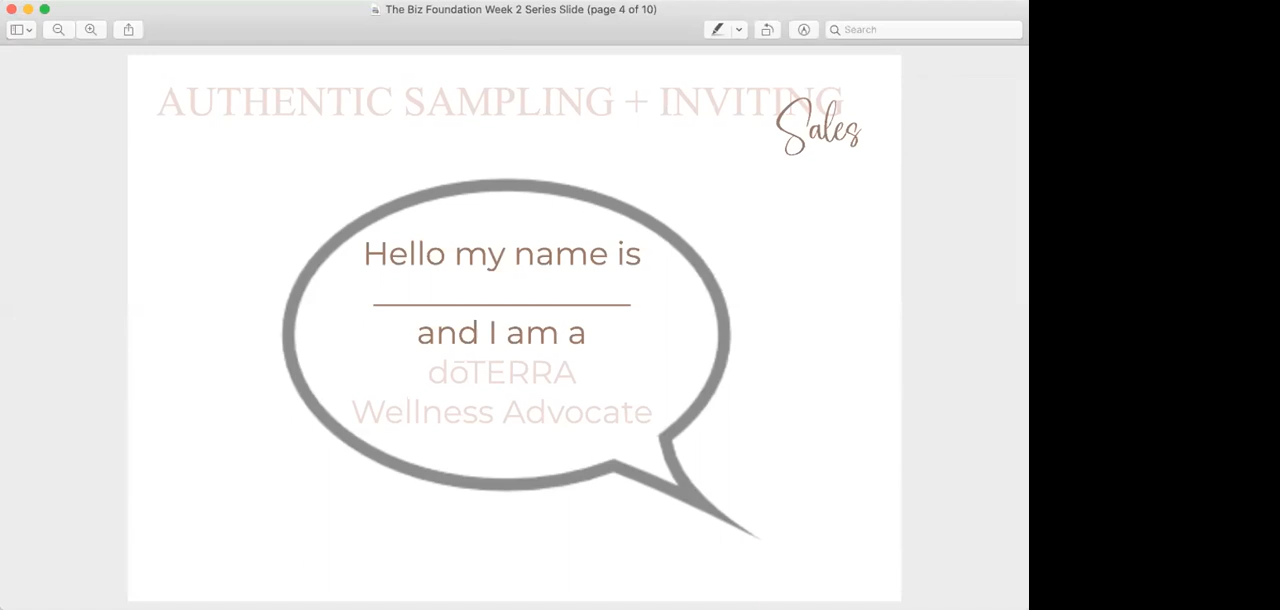 The Biz Foundation Week 2 Series Slide (page 4 of 10)
Search
AUTHENTIC SAMPLING + INVITING
Sales
Hello my name is
____________________
and I am a
dōTERRA
Wellness Advocate